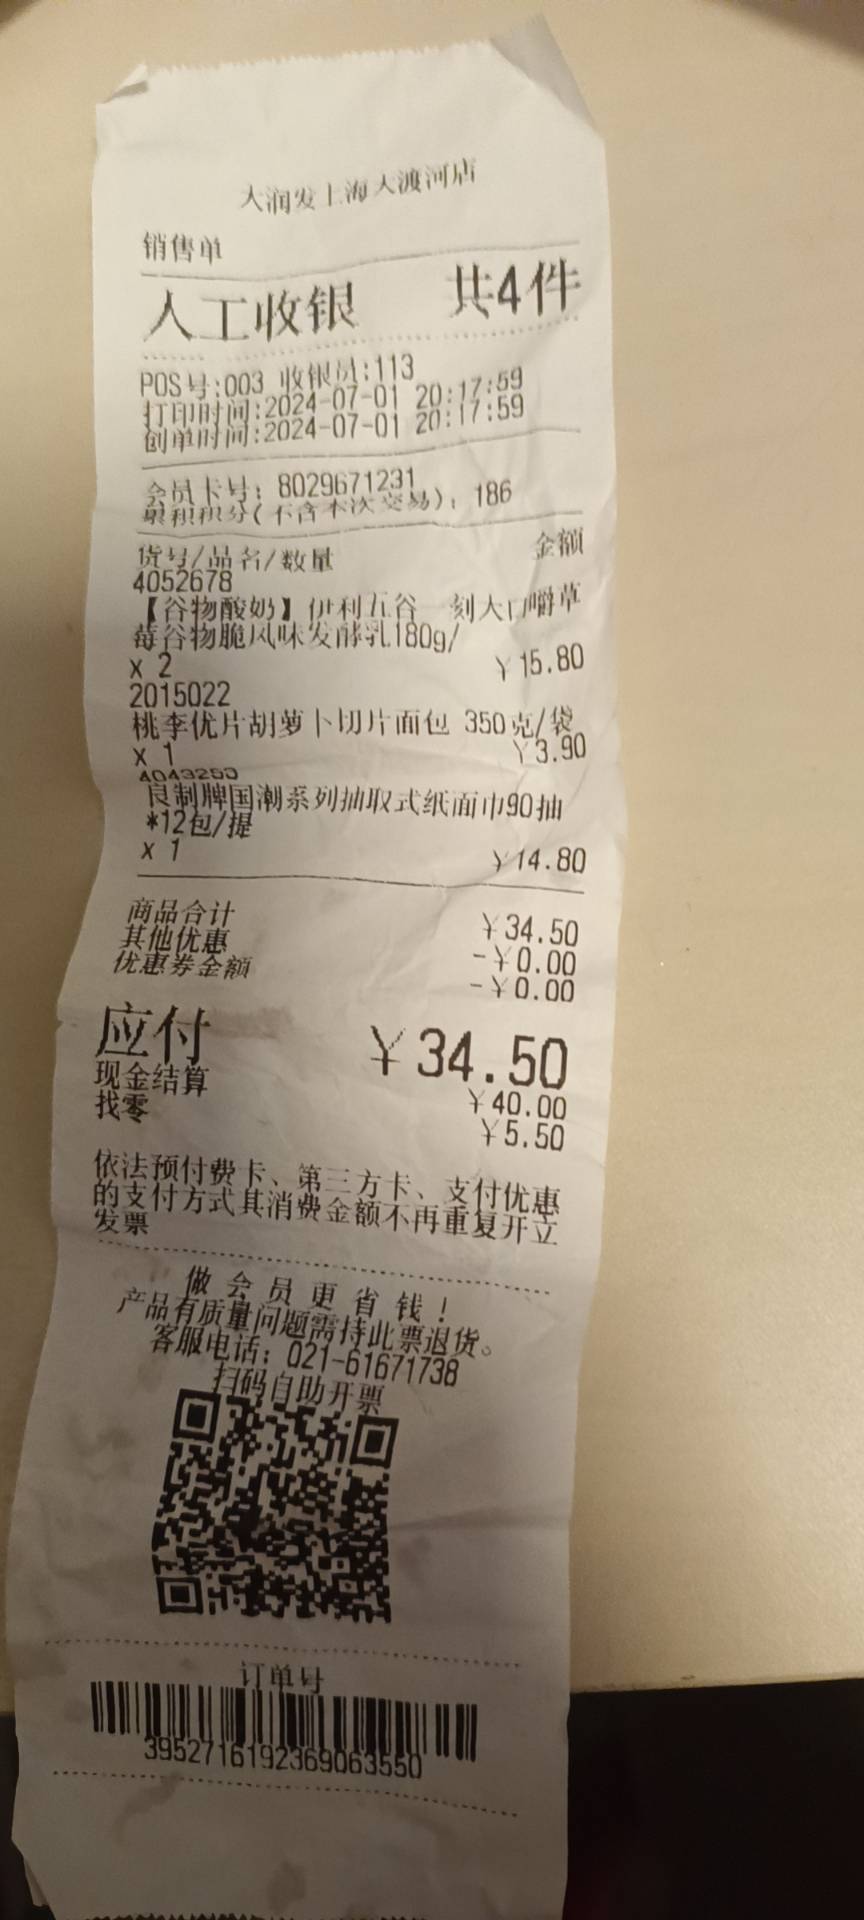 大润发上海大渡河店
销售单
人工收银 共4件
POS号:003 收银员:113
打印时间:2024-07-01 20:17:59
创单时间:2024-07-01 20:17:59
会员卡号: 8029671231
累积积分(不含本次交易): 186
货号/品名/数量 金额
4052678
【谷物酸奶】伊利五谷一刻大口嚼草
莓谷物脆风味发酵乳180g/
x 2 ￥15.80
2015022
桃李优片胡萝卜切片面包 350克/袋
x 1 ￥3.90
4043253
良制牌国潮系列抽取式纸面巾90抽
*12包/提
x 1 ￥14.80
商品合计 ￥34.50
其他优惠 -￥0.00
优惠券金额 -￥0.00
应付 ￥34.50
现金结算 ￥40.00
找零 ￥5.50
依法预付费卡、第三方卡、支付优惠
的支付方式其消费金额不再重复开立
发票
做会员更省钱!
产品有质量问题需持此票退货。
客服电话: 021-61671738
扫码自助开票
订单号
3952716192369063550